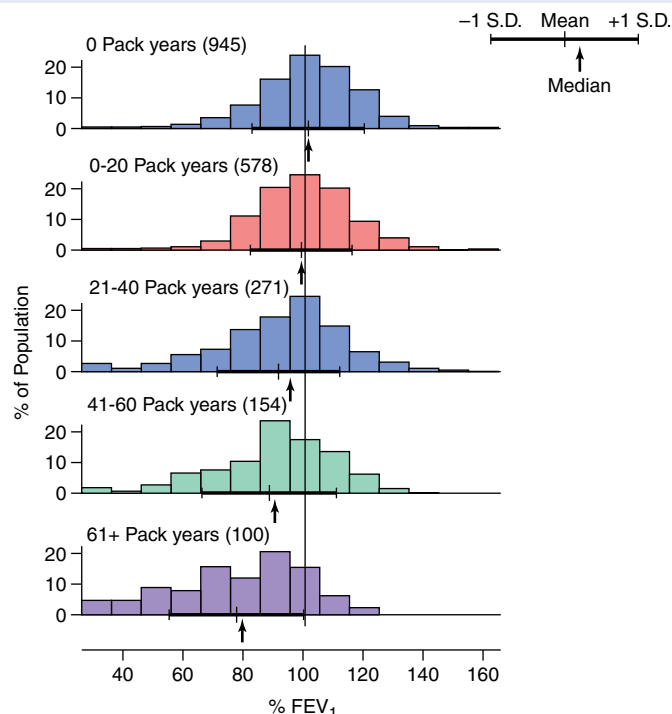 −1 S.D. Mean +1 S.D.
Median
0 Pack years (945)
20
10
0
0-20 Pack years (578)
20
10
0
21-40 Pack years (271)
20
10
0
41-60 Pack years (154)
20
10
0
61+ Pack years (100)
20
10
0
% of Population
40 60 80 100 120 140 160
% FEV₁